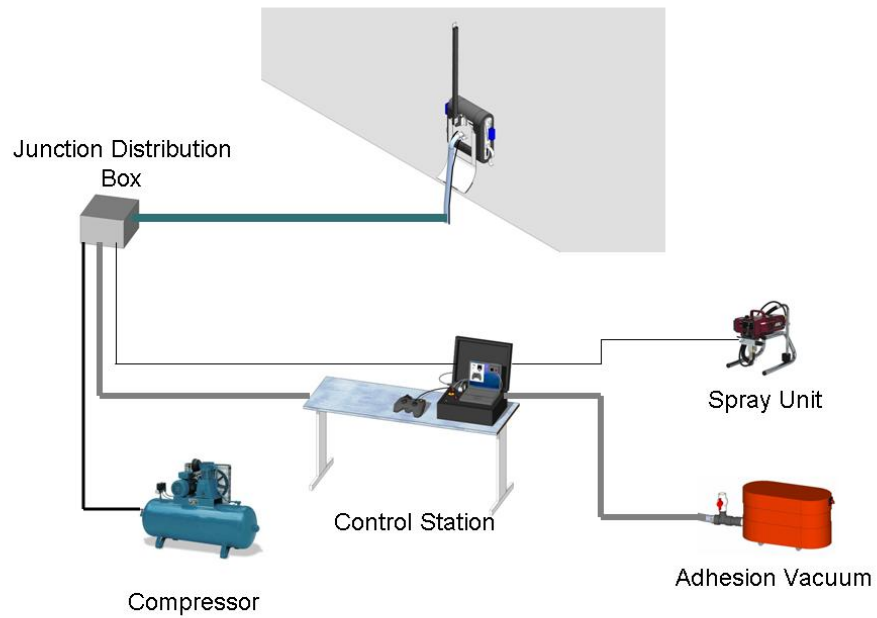 Junction Distribution
Box
Spray Unit
Control Station
Adhesion Vacuum
Compressor